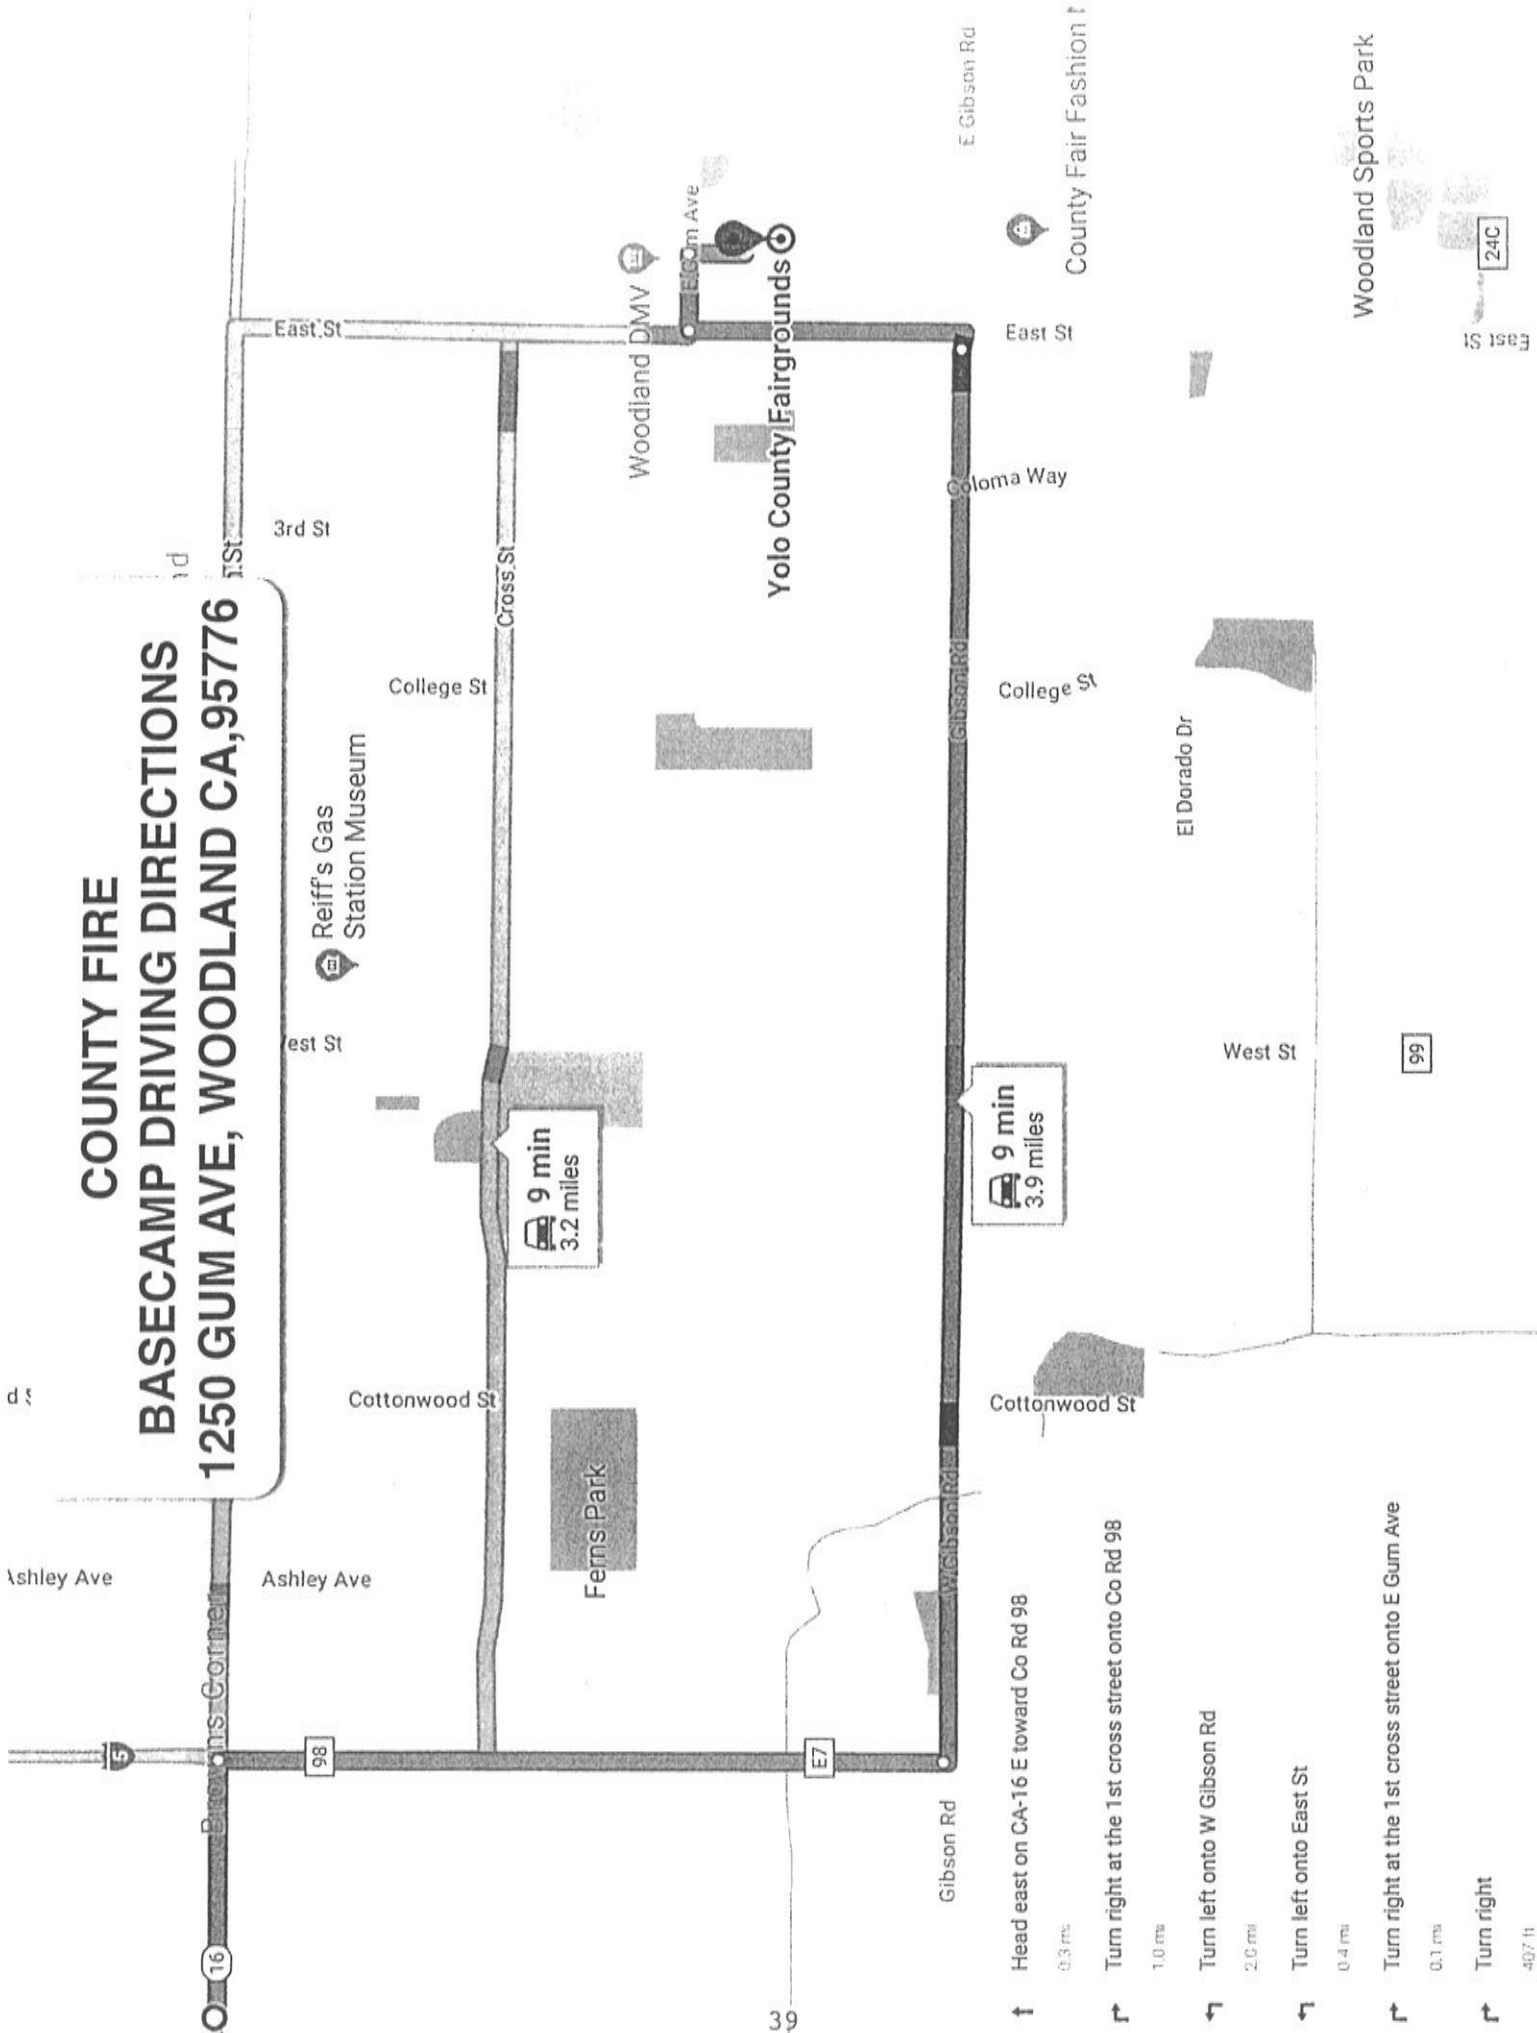 COUNTY FIRE
BASECAMP DRIVING DIRECTIONS
1250 GUM AVE, WOODLAND CA,95776
Ashley Ave
5
16
Browns Corner
98
Ashley Ave
St
East St
3rd St
Reiff's Gas
Station Museum
College St
Cottonwood St
Cross St
9 min
3.2 miles
Ferns Park
Woodland DMV
E Gum Ave
Yolo County Fairgrounds
39
E7
Gibson Rd
W Gibson Rd
Gibson Rd
E Gibson Rd
9 min
3.9 miles
Coloma Way
East St
College St
Cottonwood St
County Fair Fashion
El Dorado Dr
West St
99
Woodland Sports Park
24C
East St
Head east on CA-16 E toward Co Rd 98
0.3 mi
Turn right at the 1st cross street onto Co Rd 98
1.0 mi
Turn left onto W Gibson Rd
2.0 mi
Turn left onto East St
0.4 mi
Turn right at the 1st cross street onto E Gum Ave
0.1 mi
Turn right
407 ft